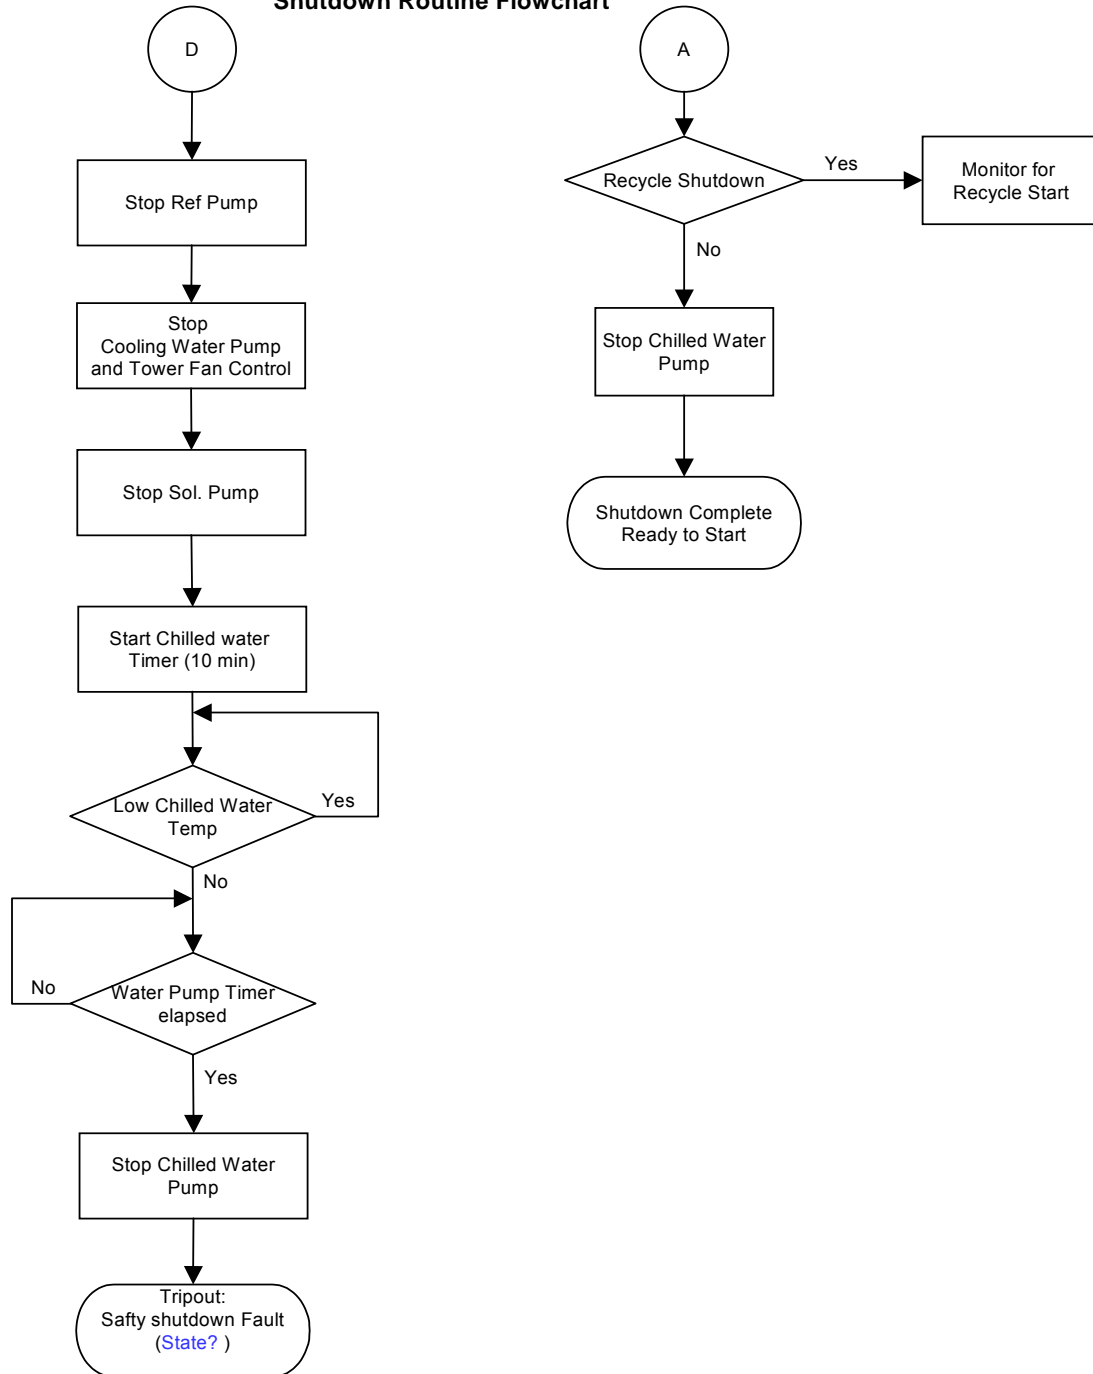 Shutdown Routine Flowchart
D
Stop Ref Pump
Stop
Cooling Water Pump
and Tower Fan Control
Stop Sol. Pump
Start Chilled water
Timer (10 min)
Low Chilled Water
Temp
Yes
No
Water Pump Timer
elapsed
No
Yes
Stop Chilled Water
Pump
Tripout:
Safty shutdown Fault
(State? )
A
Recycle Shutdown
Yes
Monitor for
Recycle Start
No
Stop Chilled Water
Pump
Shutdown Complete
Ready to Start